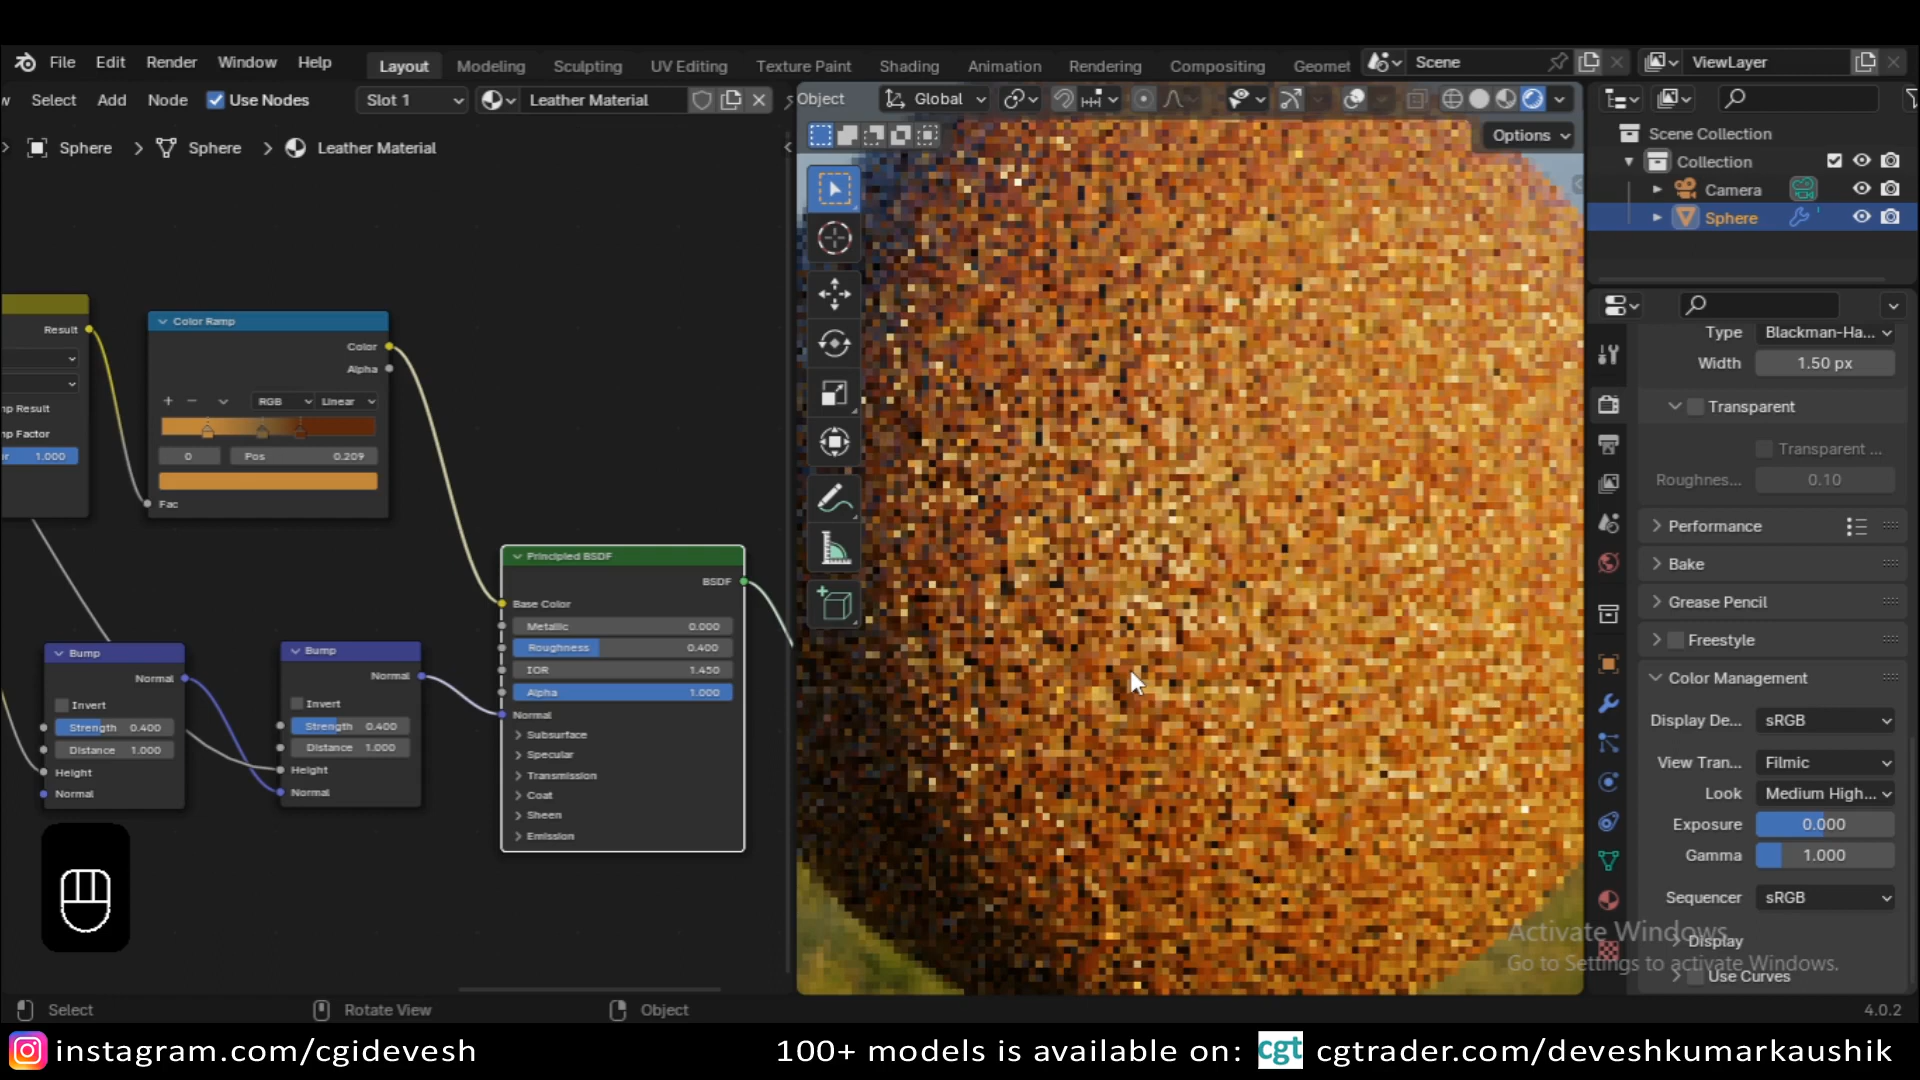 File Edit Render Window Help Layout Modeling Sculpting UV Editing Texture Paint Shading Animation Rendering Compositing Geomet Scene ViewLayer
Select Add Node Use Nodes Slot 1 Leather Material Object Global
Options
Sphere Sphere Leather Material
Scene Collection
Collection
Camera
Sphere
Result
Color Ramp
Color
Alpha
RGB Linear
mp Result
mp Factor
1.000
0 Pos 0.209
Fac
Principled BSDF
BSDF
Base Color
Metallic 0.000
Roughness 0.400
IOR 1.450
Alpha 1.000
Normal
Subsurface
Specular
Transmission
Coat
Sheen
Emission
Bump
Normal
Invert
Strength 0.400
Distance 1.000
Height
Normal
Bump
Normal
Invert
Strength 0.400
Distance 1.000
Height
Normal
Type Blackman-Ha...
Width 1.50 px
Transparent
Transparent ...
Roughnes... 0.10
Performance
Bake
Grease Pencil
Freestyle
Color Management
Display De... sRGB
View Tran... Filmic
Look Medium High...
Exposure 0.000
Gamma 1.000
Sequencer sRGB
Display
Use Curves
Activate Windows
Go to Settings to activate Windows.
Select Rotate View Object 4.0.2
instagram.com/cgidevesh 100+ models is available on: cgt cgtrader.com/deveshkumarkaushik